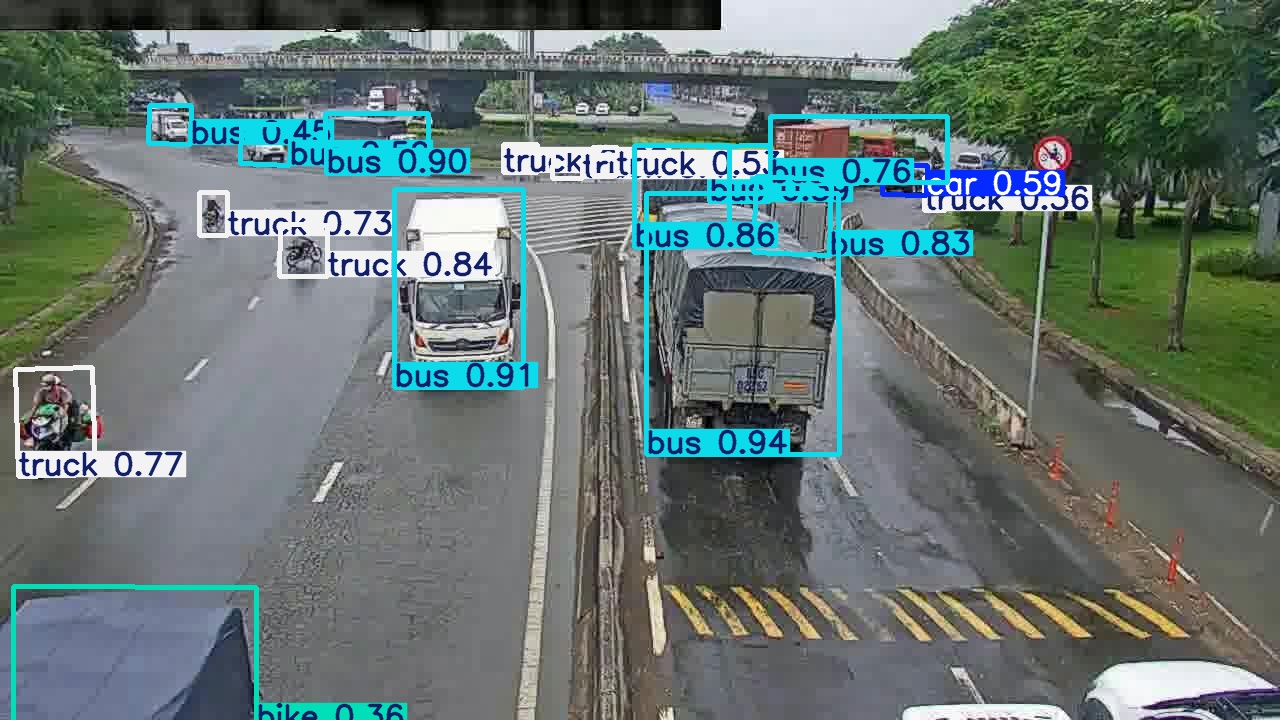 bus 0.45
bus 0.90
truck
truck 0.53
bus 0.76
car 0.59
truck 0.36
truck 0.73
bus 0.86
bus 0.83
truck 0.84
bus 0.91
bus 0.94
truck 0.77
bike 0.36